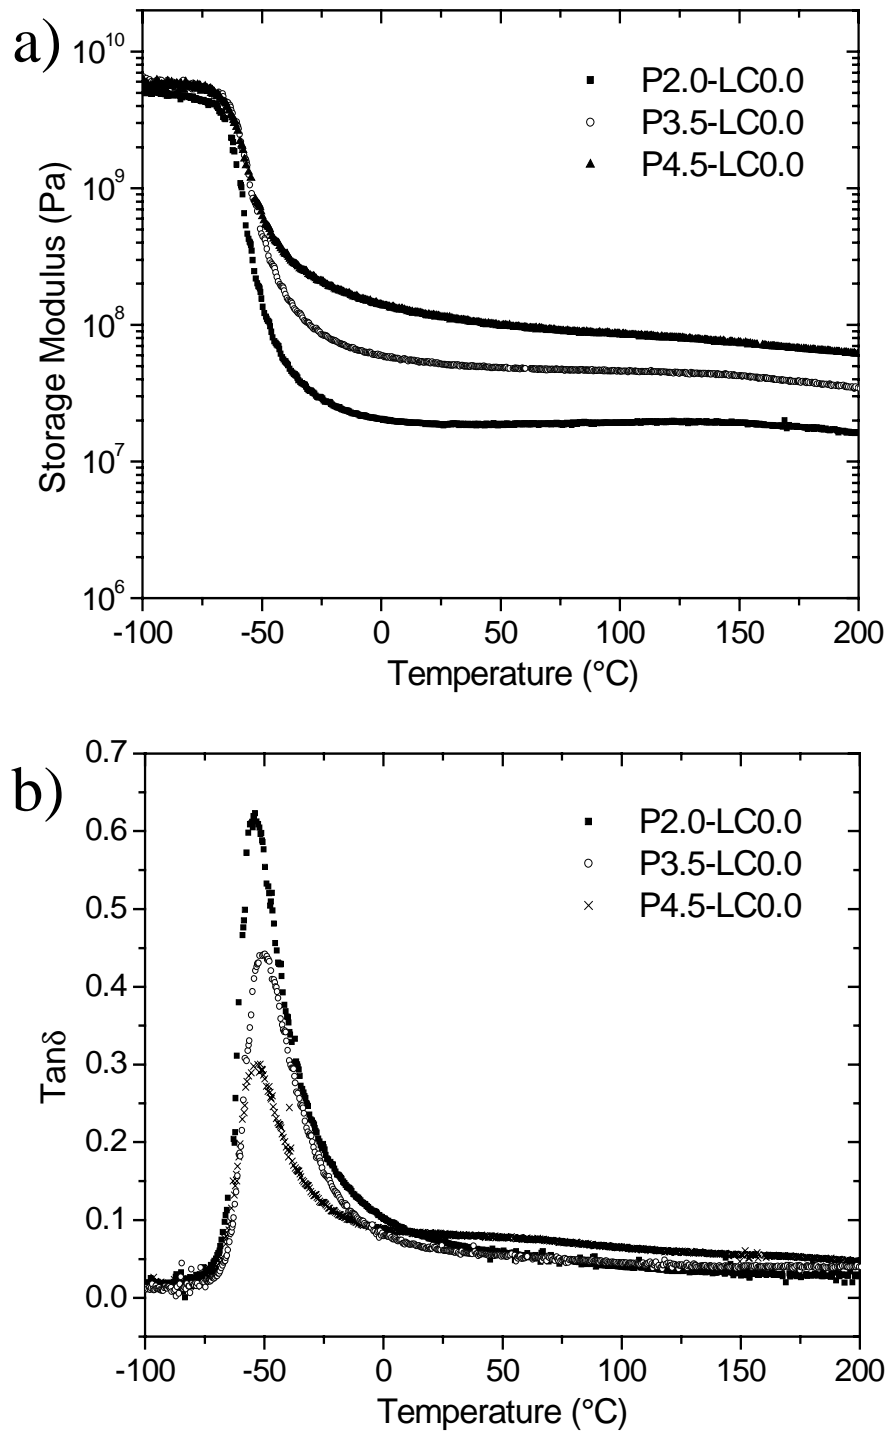 a)
10^10
10^9
10^8
10^7
10^6
Storage Modulus (Pa)
P2.0-LC0.0
P3.5-LC0.0
P4.5-LC0.0
-100 -50 0 50 100 150 200
Temperature (°C)
b)
0.7
0.6
0.5
0.4
0.3
0.2
0.1
0.0
Tanδ
P2.0-LC0.0
P3.5-LC0.0
P4.5-LC0.0
-100 -50 0 50 100 150 200
Temperature (°C)